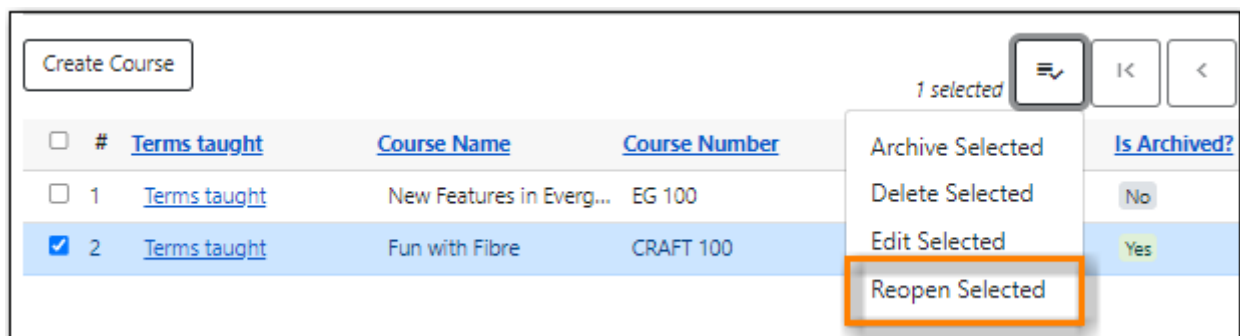 Create Course
1 selected
# Terms taught Course Name Course Number Is Archived?
1 Terms taught New Features in Everg... EG 100 No
2 Terms taught Fun with Fibre CRAFT 100 Yes
Archive Selected
Delete Selected
Edit Selected
Reopen Selected